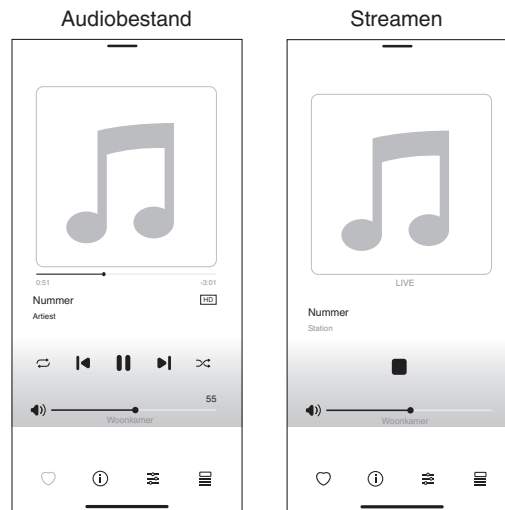 Audiobestand
0:51 -3:01
Nummer HD
Artiest
55
Woonkamer
Streamen
LIVE
Nummer
Station
Woonkamer